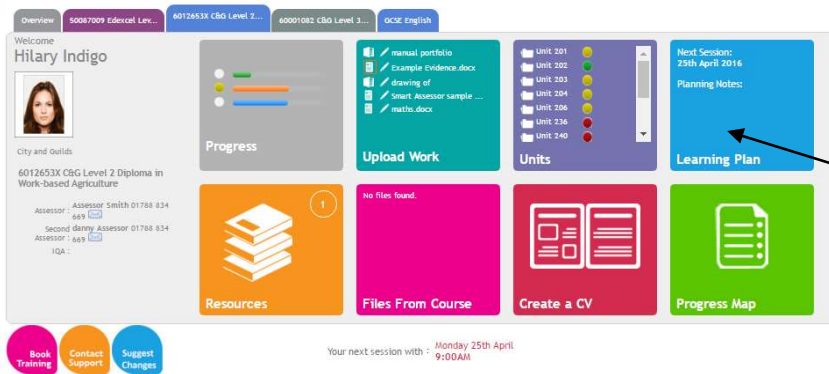 Overview
50087009 Edexcel Lev...
6012653X C&G Level 2...
60001082 C&G Level 3...
GCSE English
Welcome
Hilary Indigo
City and Guilds
6012653X C&G Level 2 Diploma in
Work-based Agriculture
Assessor : Assessor Smith 01788 834
669
Second Assessor : danny Assessor 01788 834
669
IQA :
Progress
manual portfolio
Example Evidence.docx
drawing of
Smart Assessor sample ...
maths.docx
Upload Work
Unit 201
Unit 202
Unit 203
Unit 204
Unit 206
Unit 236
Unit 240
Units
Next Session:
25th April 2016
Planning Notes:
Learning Plan
1
Resources
No files found.
Files From Course
Create a CV
Progress Map
Book
Training
Contact
Support
Suggest
Changes
Your next session with : Monday 25th April
9:00AM